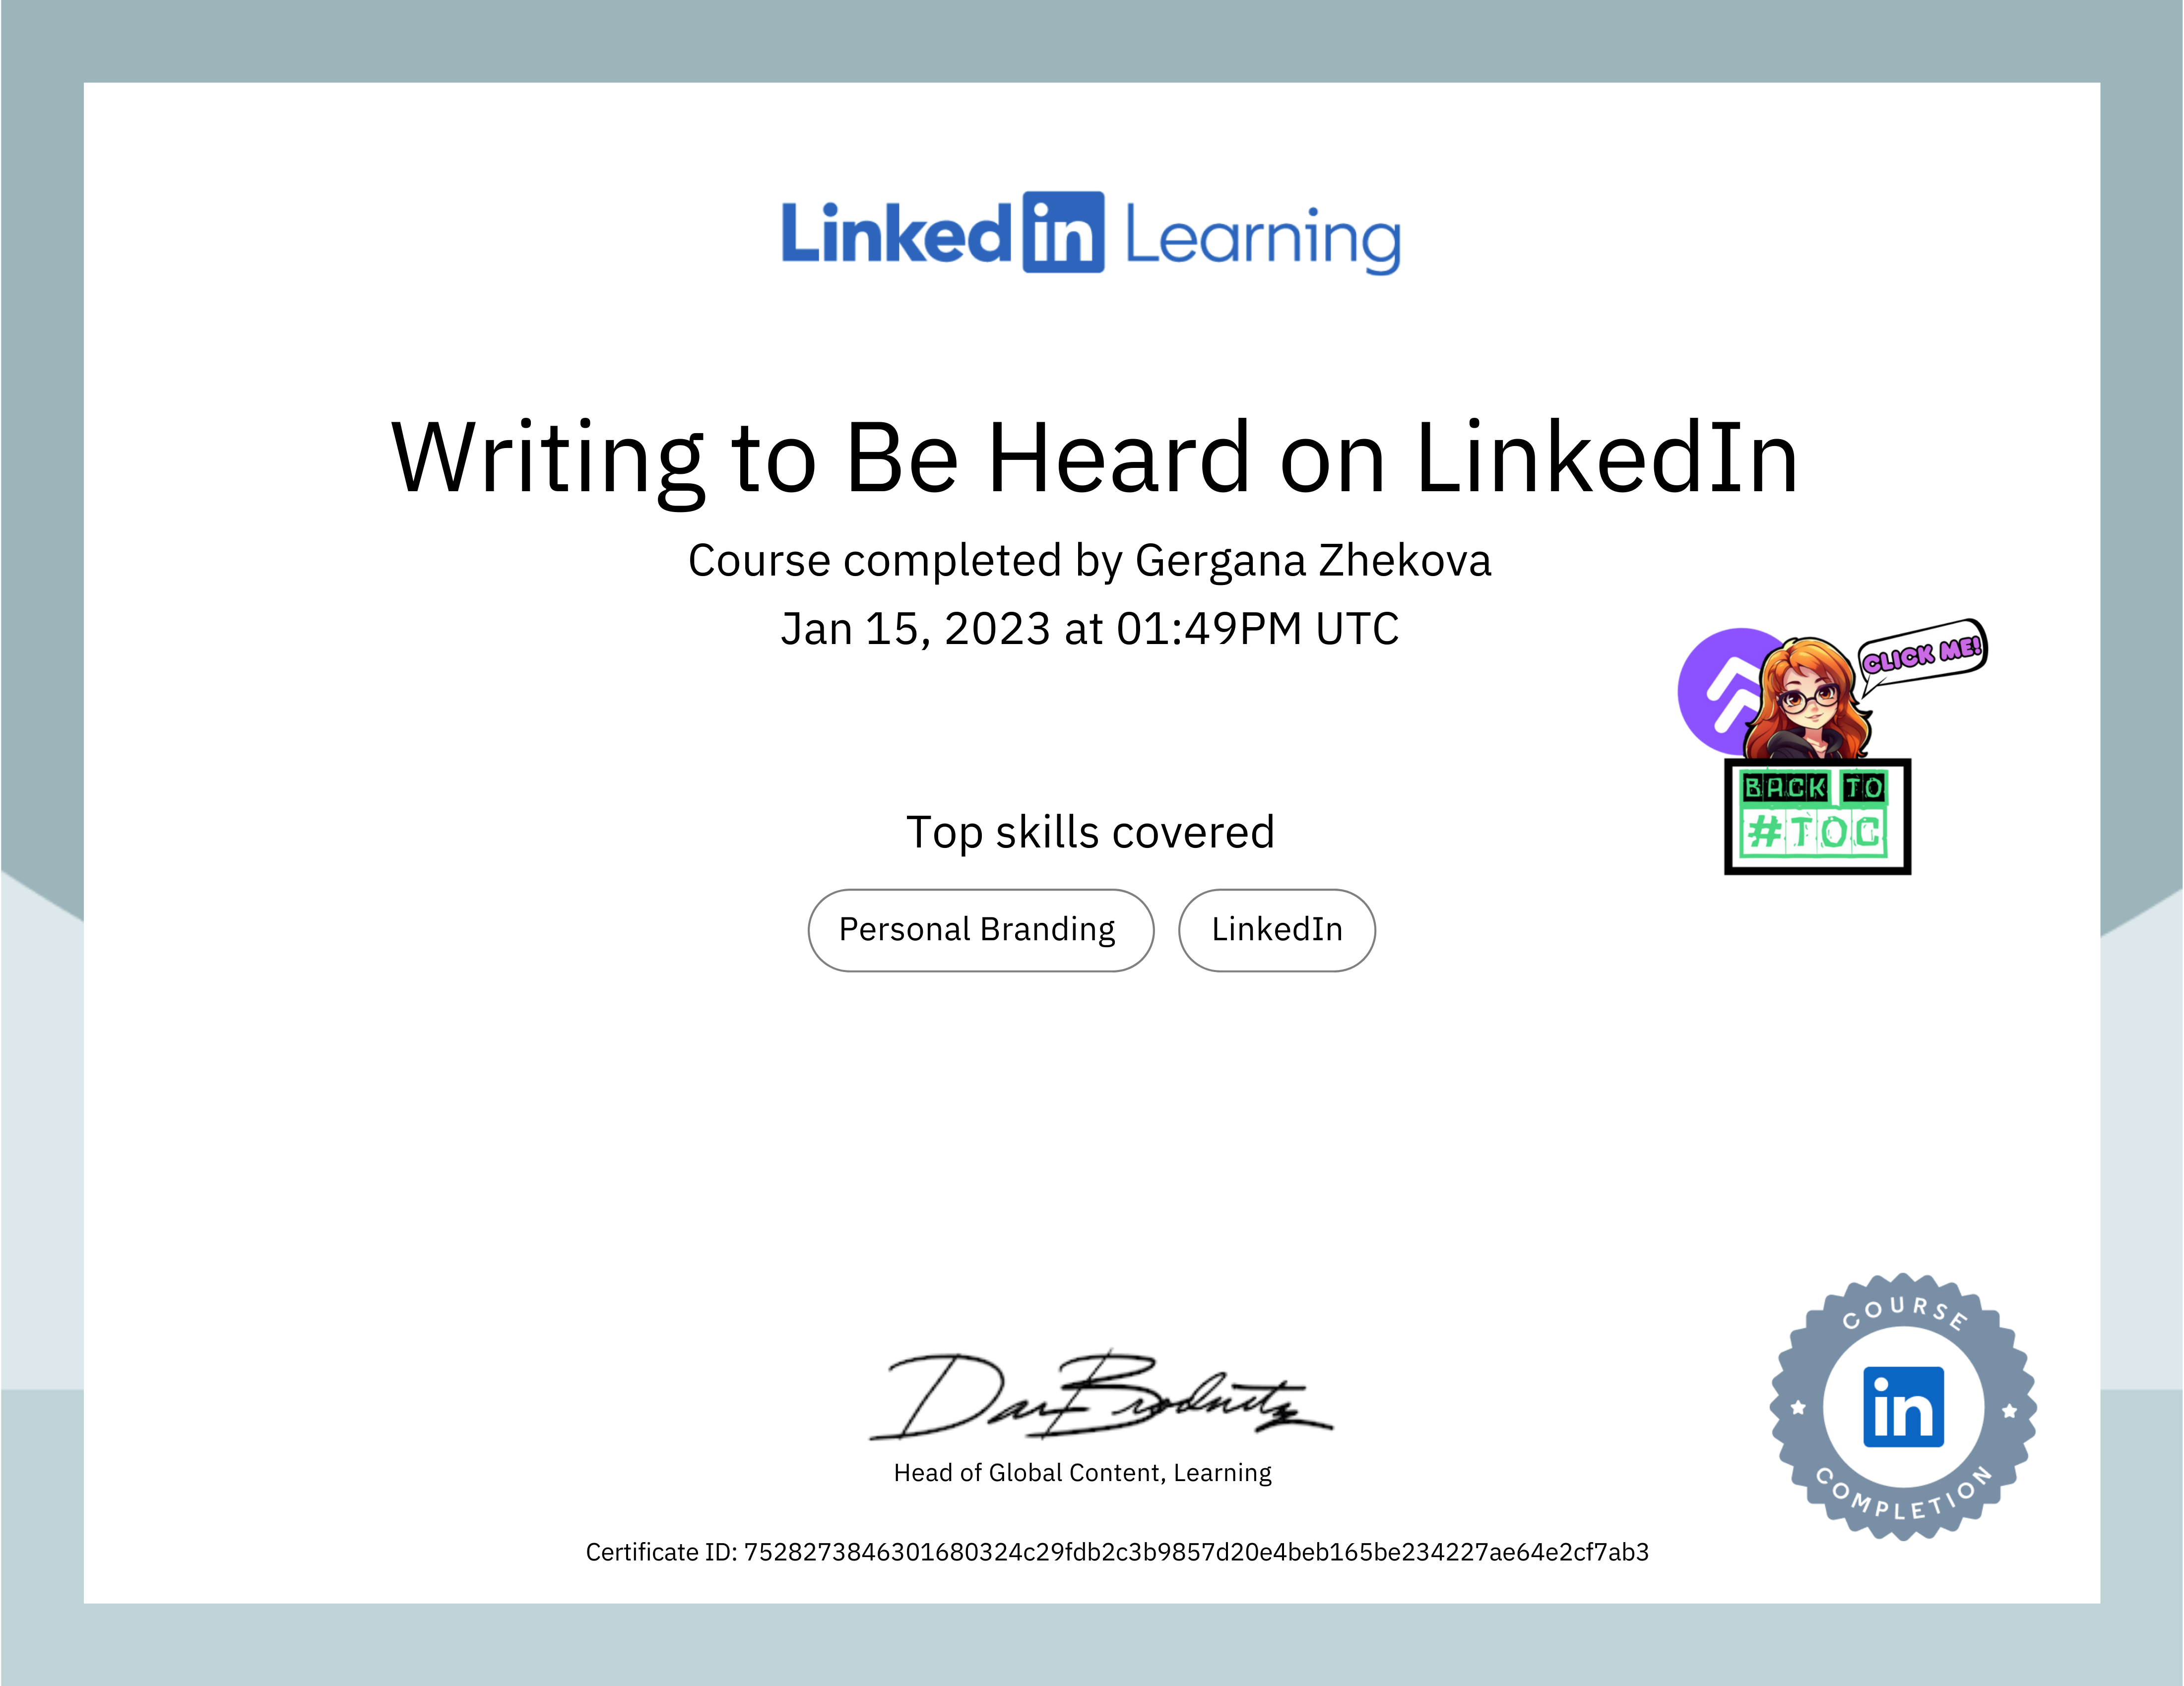 Linked in Learning
Writing to Be Heard on LinkedIn
Course completed by Gergana Zhekova
Jan 15, 2023 at 01:49PM UTC
CLICK ME!
BACK TO
#TOC
Top skills covered
Personal Branding
LinkedIn
Head of Global Content, Learning
Certificate ID: 7528273846301680324c29fdb2c3b9857d20e4beb165be234227ae64e2cf7ab3
COURSE
in
COMPLETION